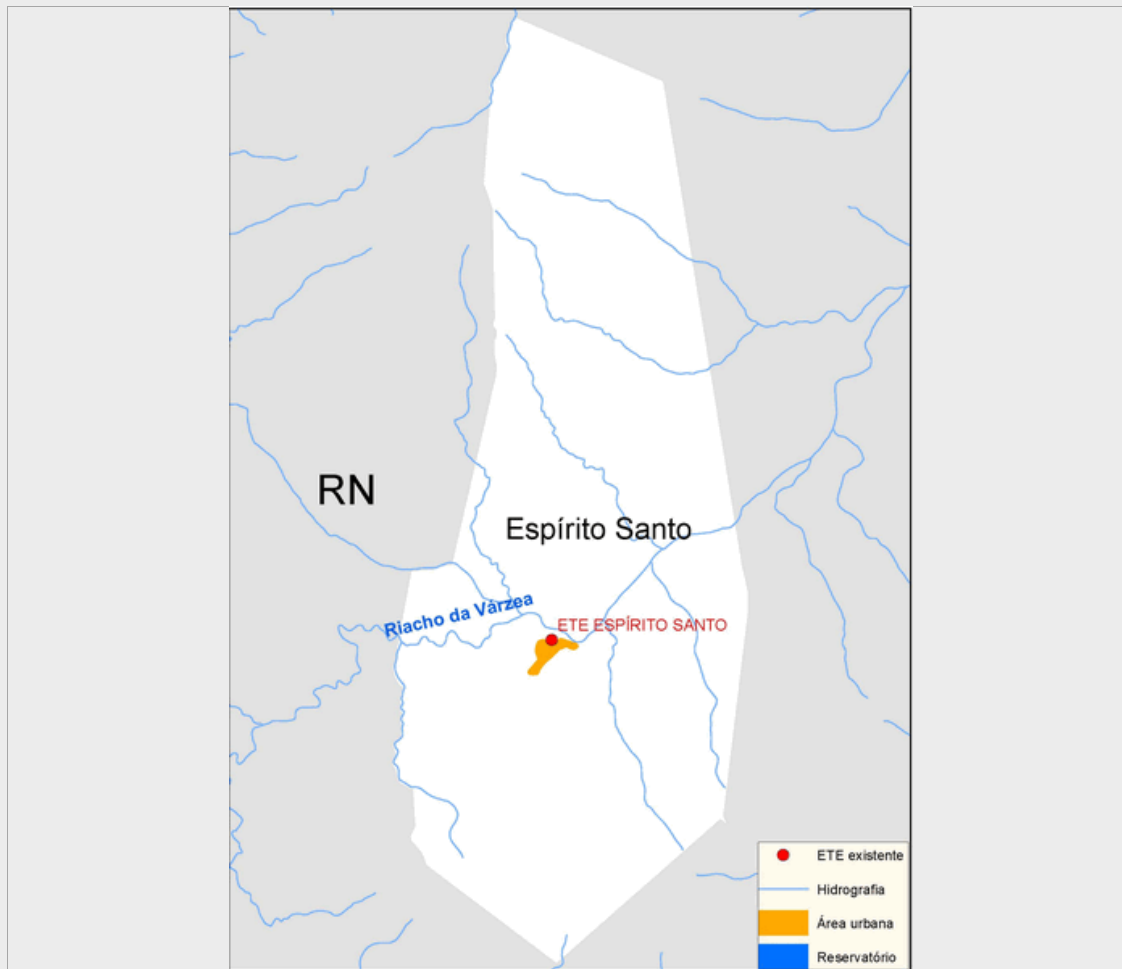 RN
Espírito Santo
Riacho da Várzea
ETE ESPÍRITO SANTO
ETE existente
Hidrografia
Área urbana
Reservatório